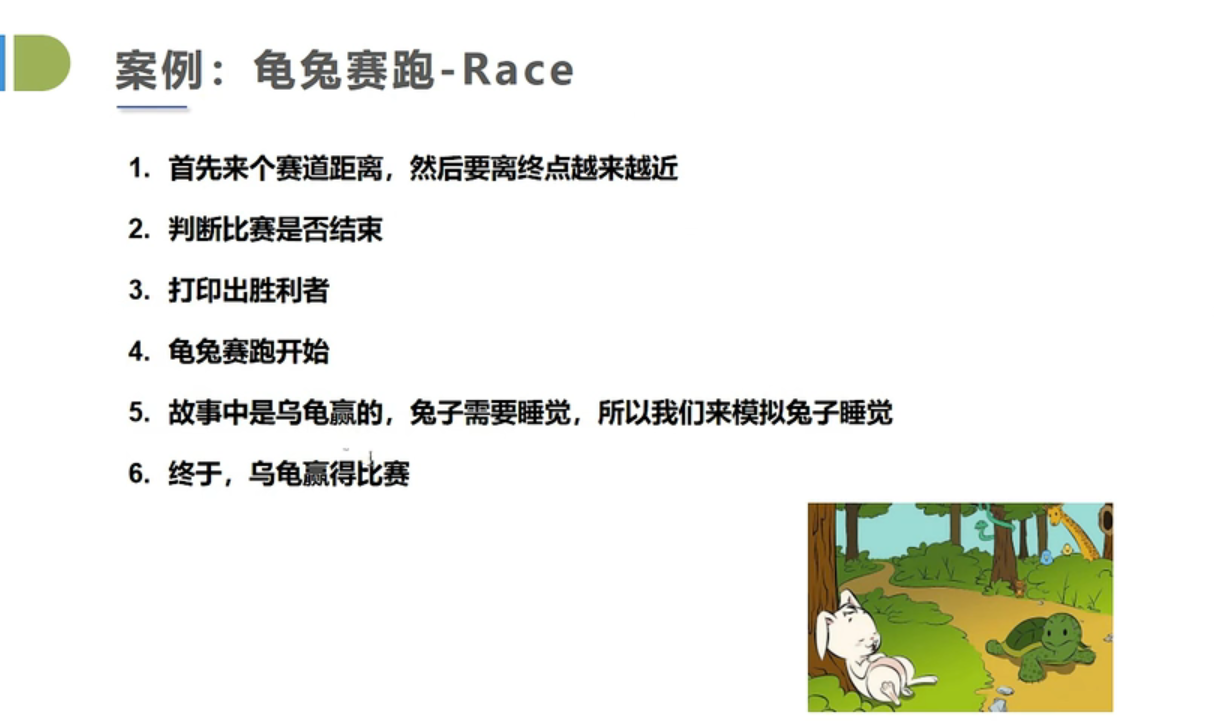 案例：龟兔赛跑-Race
1. 首先来个赛道距离，然后要离终点越来越近
2. 判断比赛是否结束
3. 打印出胜利者
4. 龟兔赛跑开始
5. 故事中是乌龟赢的，兔子需要睡觉，所以我们来模拟兔子睡觉
6. 终于，乌龟赢得比赛